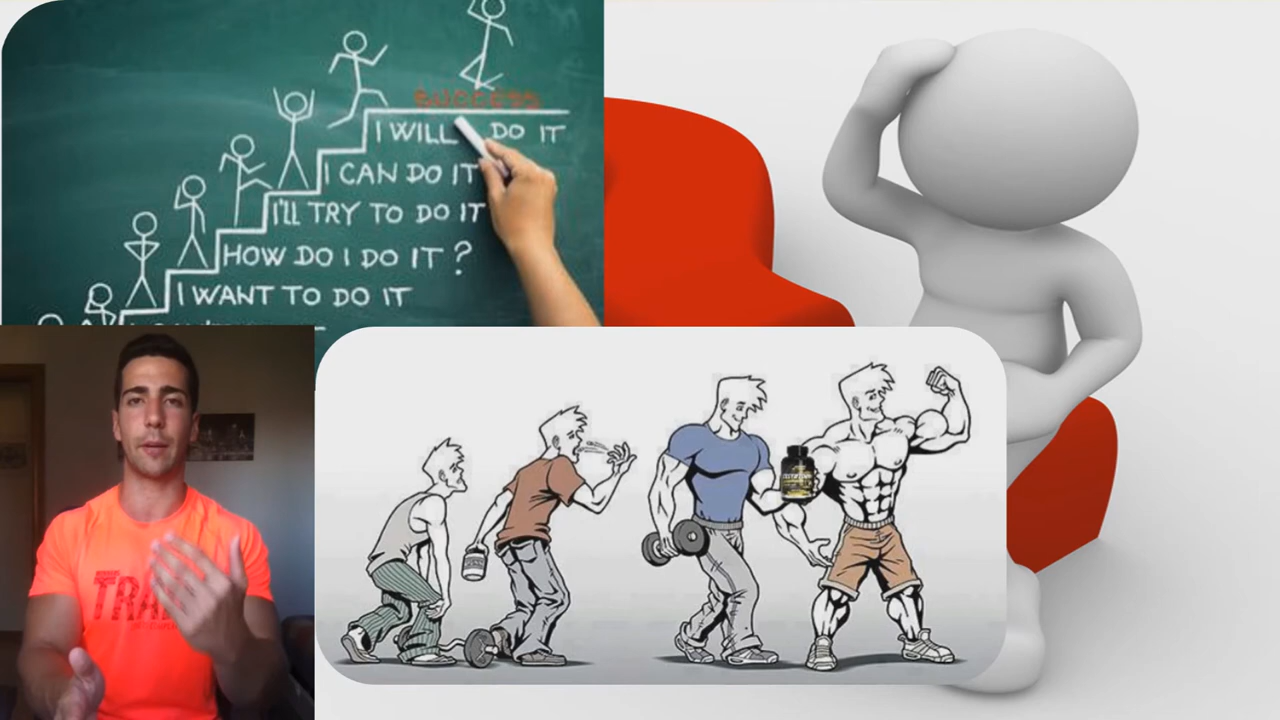 SUCCESS
I WILL DO IT
I CAN DO IT
I'LL TRY TO DO IT
HOW DO I DO IT?
I WANT TO DO IT